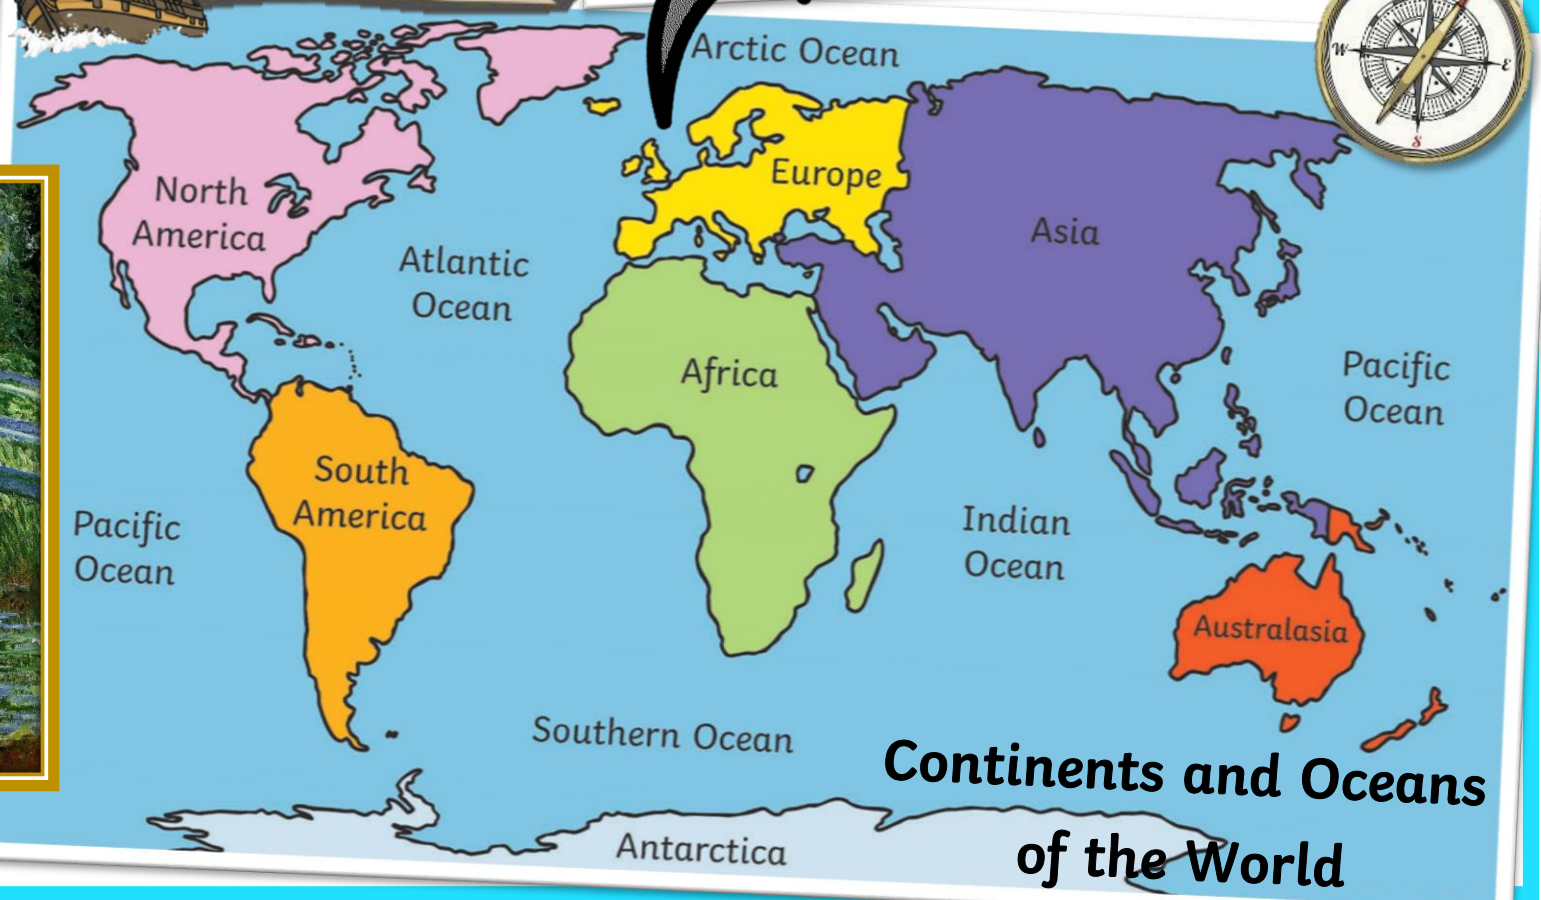 Arctic Ocean
W
E
S
North
America
Europe
Asia
Atlantic
Ocean
Africa
Pacific
Ocean
South
America
Pacific
Ocean
Indian
Ocean
Australasia
Southern Ocean
Continents and Oceans
of the World
Antarctica